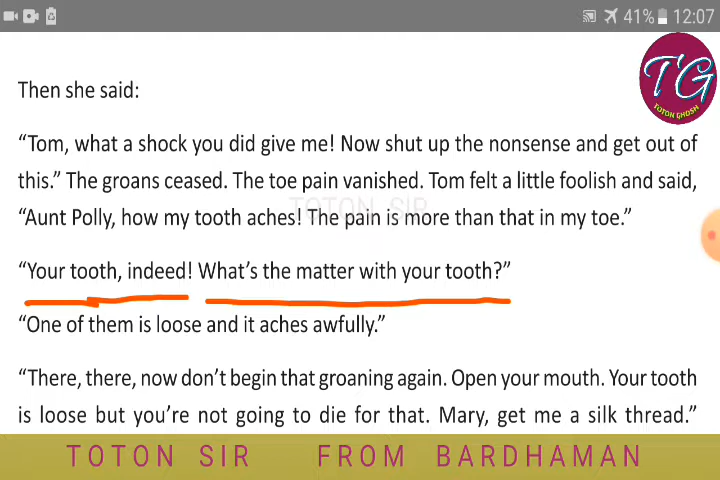 41% 12:07
T'G
TOTON GHOSH
Then she said:
“Tom, what a shock you did give me! Now shut up the nonsense and get out of
this.” The groans ceased. The toe pain vanished. Tom felt a little foolish and said,
TOTON SIR
“Aunt Polly, how my tooth aches! The pain is more than that in my toe.”
“Your tooth, indeed! What’s the matter with your tooth?”
“One of them is loose and it aches awfully.”
“There, there, now don’t begin that groaning again. Open your mouth. Your tooth
is loose but you’re not going to die for that. Mary, get me a silk thread.”
TOTON SIR FROM BARDHAMAN